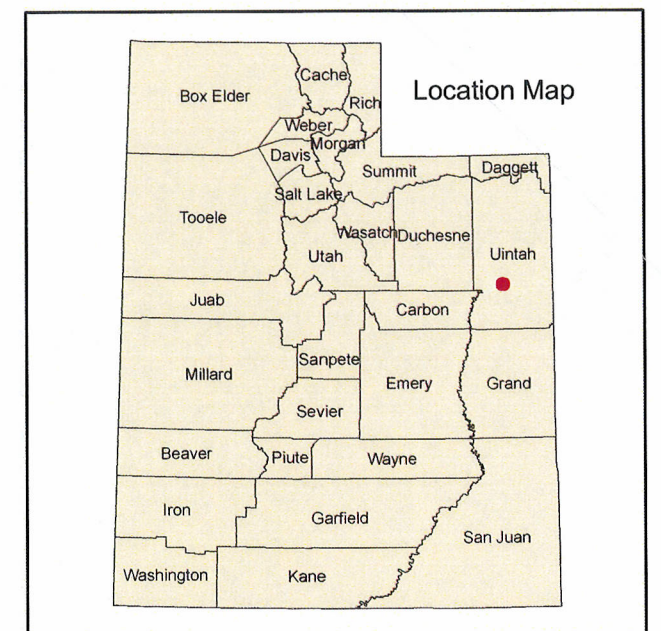 Location Map
Box Elder
Cache
Rich
Weber
Morgan
Davis
Summit
Daggett
Salt Lake
Tooele
Wasatch
Duchesne
Utah
Uintah
Juab
Carbon
Sanpete
Millard
Emery
Grand
Sevier
Beaver
Piute
Wayne
Iron
Garfield
San Juan
Washington
Kane